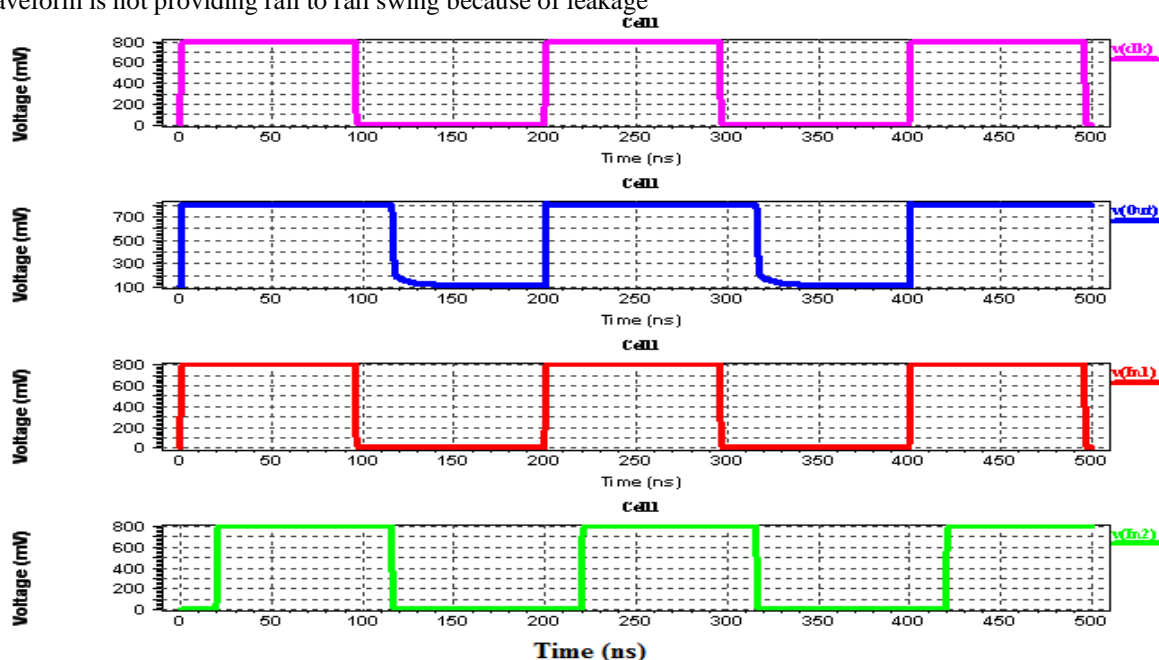 waveform is not providing rail to rail swing because of leakage
Cell1
Voltage (mV)
800
600
400
200
0
v(clk)
0 50 100 150 200 250 300 350 400 450 500
Time (ns)
Cell1
Voltage (mV)
700
500
300
100
v(Out)
0 50 100 150 200 250 300 350 400 450 500
Time (ns)
Cell1
Voltage (mV)
800
600
400
200
0
v(In1)
0 50 100 150 200 250 300 350 400 450 500
Time (ns)
Cell1
Voltage (mV)
800
600
400
200
0
v(In2)
0 50 100 150 200 250 300 350 400 450 500
Time (ns)